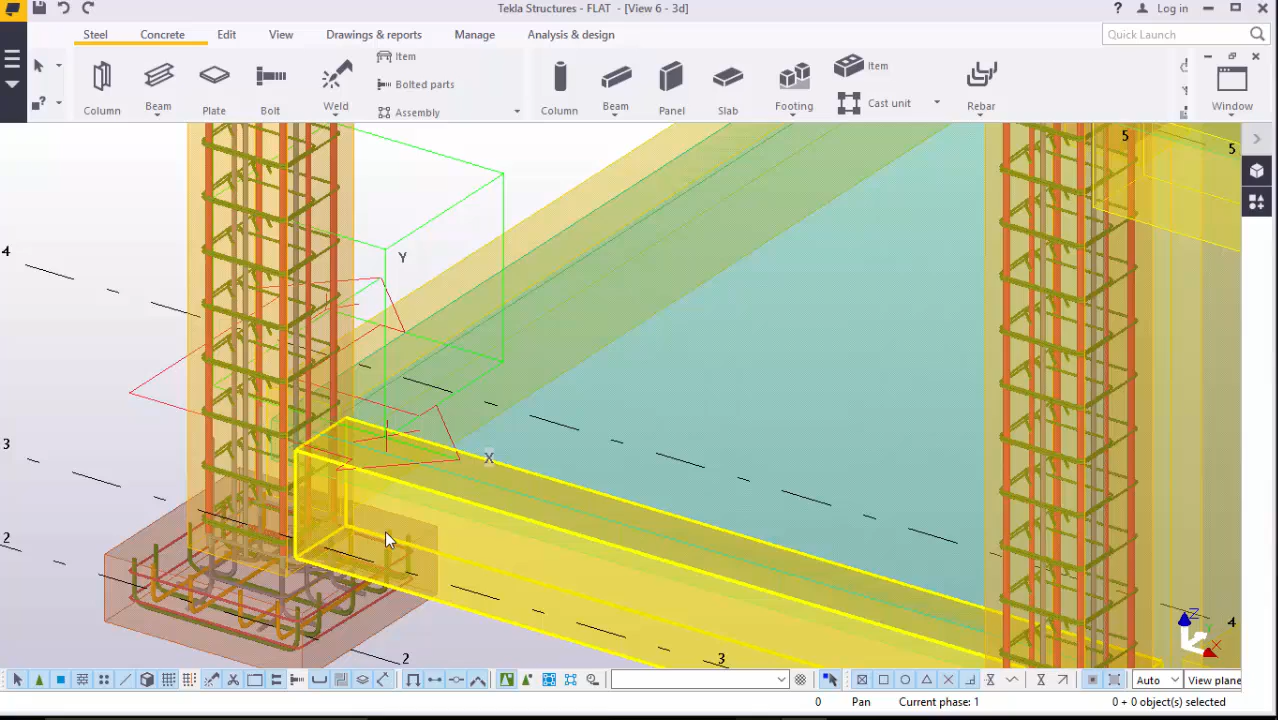 Tekla Structures - FLAT - [View 6 - 3d]
? Log in
Steel Concrete Edit View Drawings & reports Manage Analysis & design
Quick Launch
Item
Item
Bolted parts
Column Beam Plate Bolt Weld
Assembly
Column Beam Panel Slab Footing
Cast unit
Rebar
Window
5
5
Y
4
3
X
2
Z
Y
X
4
2
3
Auto
View plane
0
Pan
Current phase: 1
0 + 0 object(s) selected